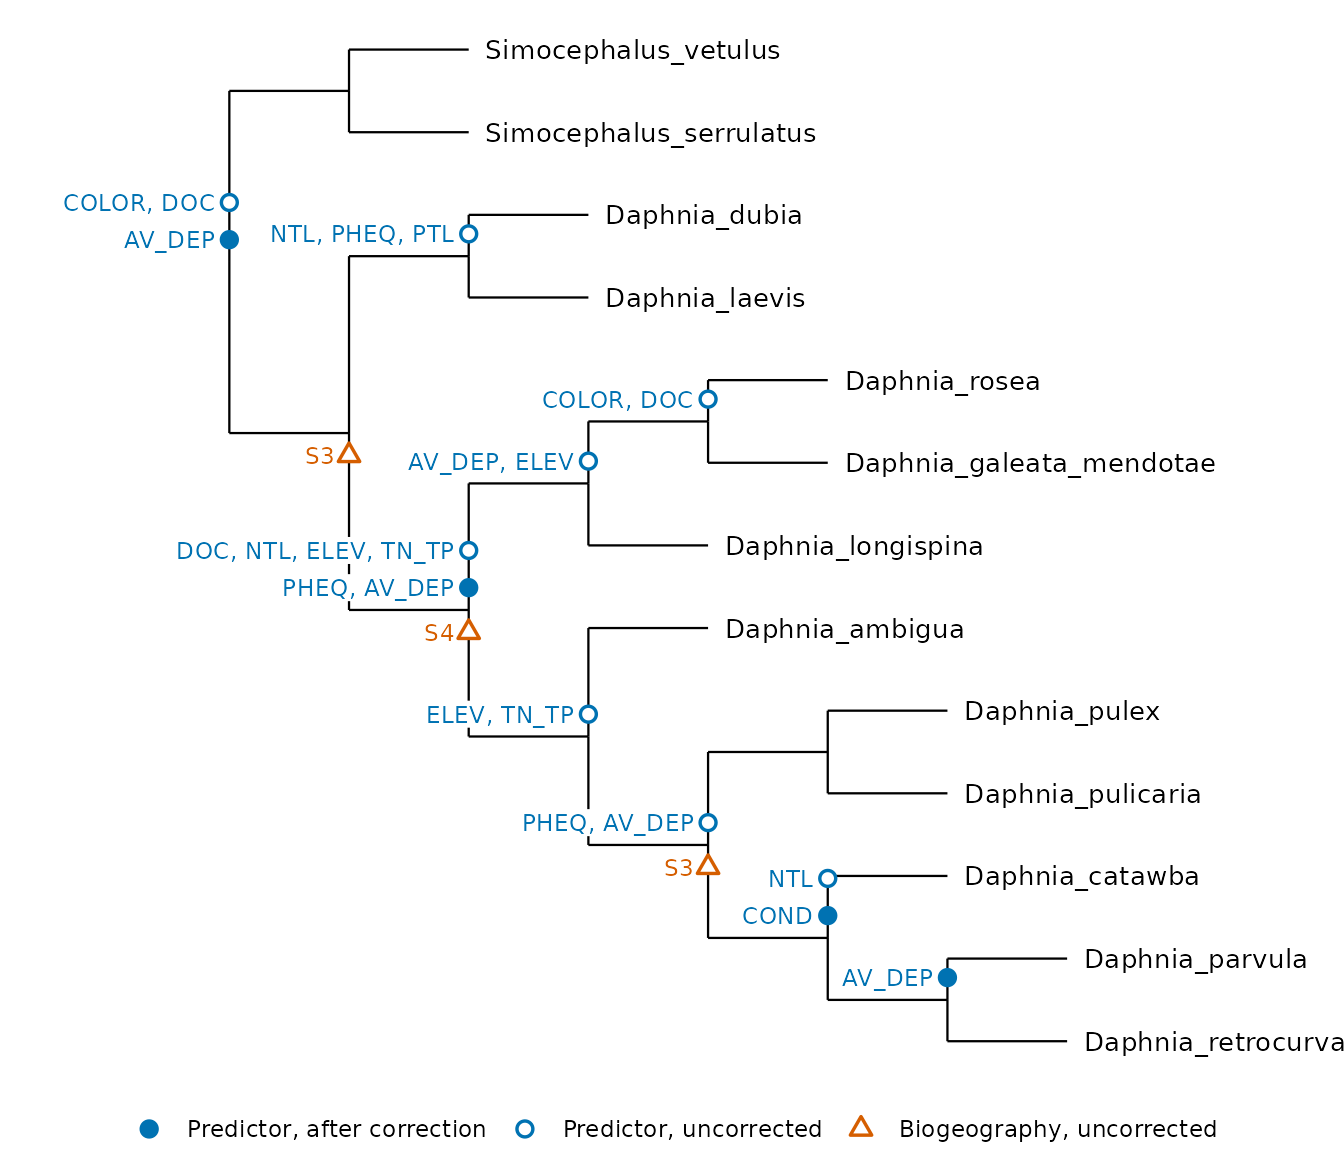 Simocephalus_vetulus
Simocephalus_serrulatus
COLOR, DOC
Daphnia_dubia
NTL, PHEQ, PTL
AV_DEP
Daphnia_laevis
Daphnia_rosea
COLOR, DOC
S3
AV_DEP, ELEV
Daphnia_galeata_mendotae
Daphnia_longispina
DOC, NTL, ELEV, TN_TP
PHEQ, AV_DEP
S4
Daphnia_ambigua
Daphnia_pulex
ELEV, TN_TP
Daphnia_pulicaria
PHEQ, AV_DEP
S3
NTL
Daphnia_catawba
COND
Daphnia_parvula
AV_DEP
Daphnia_retrocurva
Predictor, after correction
Predictor, uncorrected
Biogeography, uncorrected